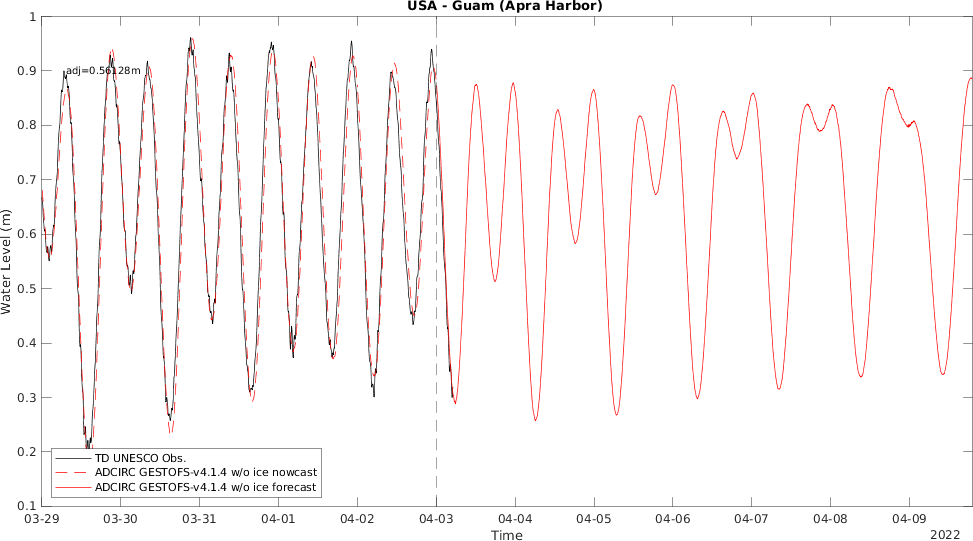 USA - Guam (Apra Harbor)
1
0.9
0.8
0.7
0.6
0.5
0.4
0.3
0.2
0.1
Water Level (m)
adj=0.56128m
TD UNESCO Obs.
ADCIRC GESTOFS-v4.1.4 w/o ice nowcast
ADCIRC GESTOFS-v4.1.4 w/o ice forecast
03-29 03-30 03-31 04-01 04-02 04-03 04-04 04-05 04-06 04-07 04-08 04-09
Time
2022